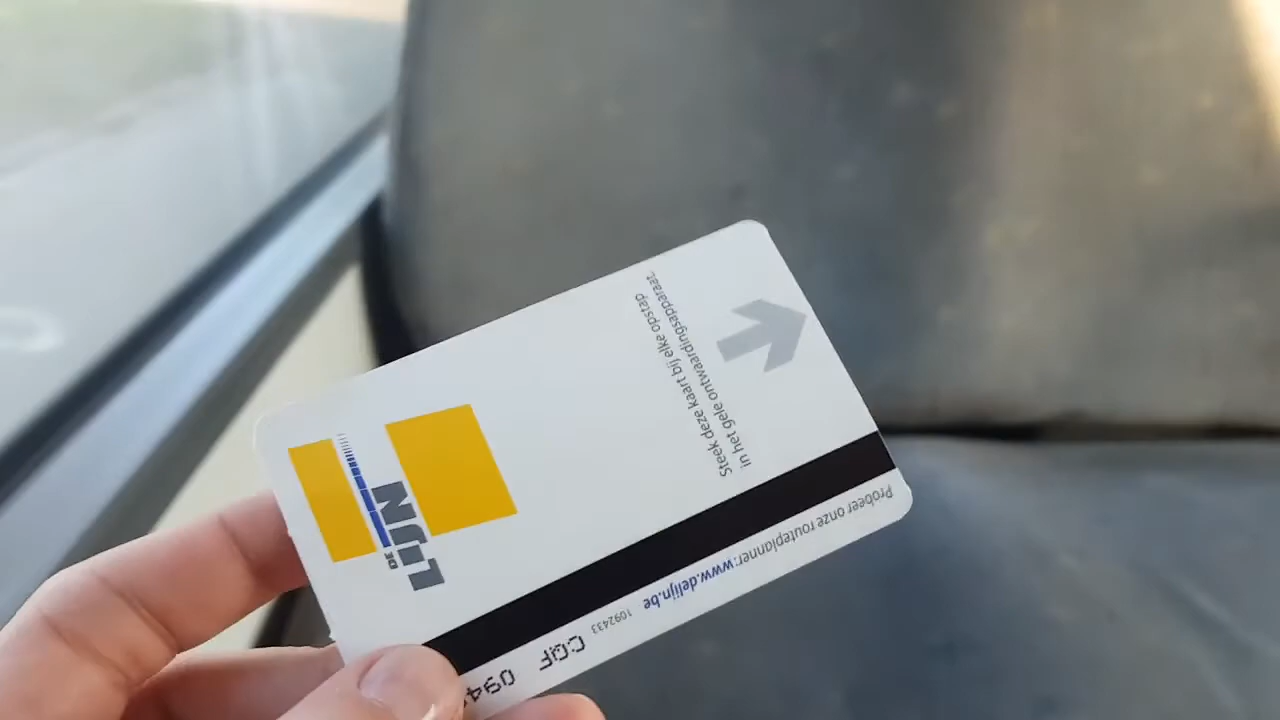 DE
LIJN
Steek deze kaart bij elke opstap
in het gele ontwaardingsapparaat.
Probeer onze routeplanner: www.delijn.be
1092433
CQF 094